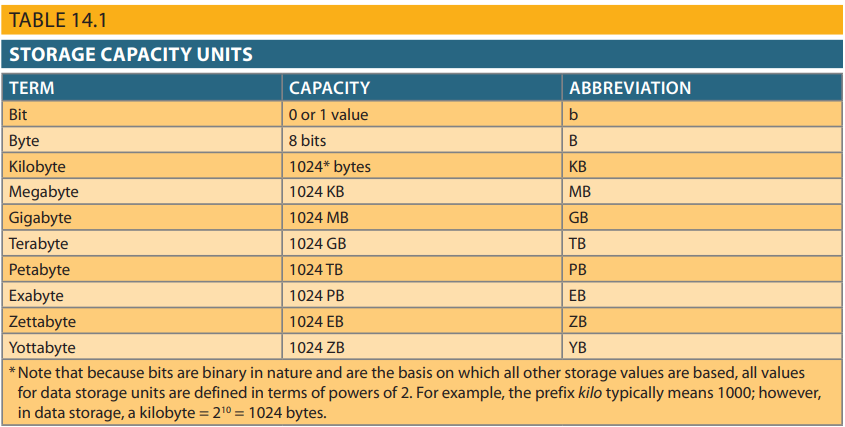 TABLE 14.1
STORAGE CAPACITY UNITS
TERM CAPACITY ABBREVIATION
Bit 0 or 1 value b
Byte 8 bits B
Kilobyte 1024* bytes KB
Megabyte 1024 KB MB
Gigabyte 1024 MB GB
Terabyte 1024 GB TB
Petabyte 1024 TB PB
Exabyte 1024 PB EB
Zettabyte 1024 EB ZB
Yottabyte 1024 ZB YB
* Note that because bits are binary in nature and are the basis on which all other storage values are based, all values
for data storage units are defined in terms of powers of 2. For example, the prefix kilo typically means 1000; however,
in data storage, a kilobyte = 2¹⁰ = 1024 bytes.